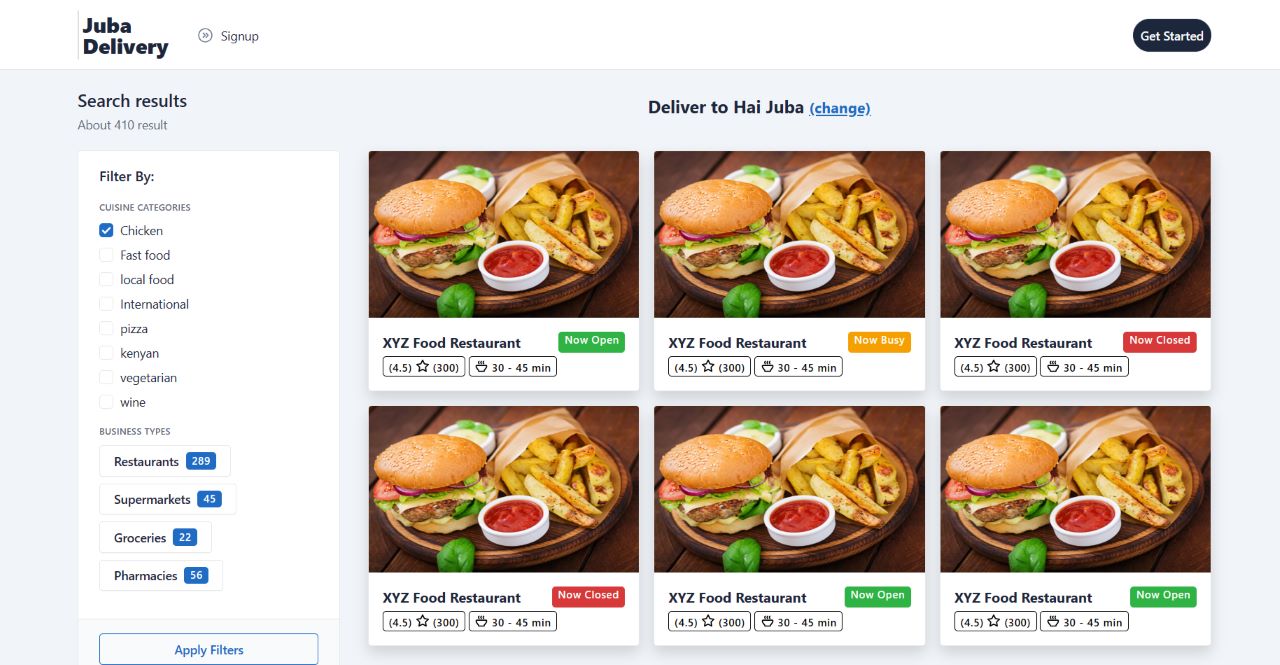 Juba
Delivery
Signup
Get Started
Search results
About 410 result
Deliver to Hai Juba (change)
Filter By:
CUISINE CATEGORIES
Chicken
Fast food
local food
International
pizza
kenyan
vegetarian
wine
BUSINESS TYPES
Restaurants 289
Supermarkets 45
Groceries 22
Pharmacies 56
Apply Filters
XYZ Food Restaurant Now Open
(4.5) (300) 30 - 45 min
XYZ Food Restaurant Now Busy
(4.5) (300) 30 - 45 min
XYZ Food Restaurant Now Closed
(4.5) (300) 30 - 45 min
XYZ Food Restaurant Now Closed
(4.5) (300) 30 - 45 min
XYZ Food Restaurant Now Open
(4.5) (300) 30 - 45 min
XYZ Food Restaurant Now Open
(4.5) (300) 30 - 45 min